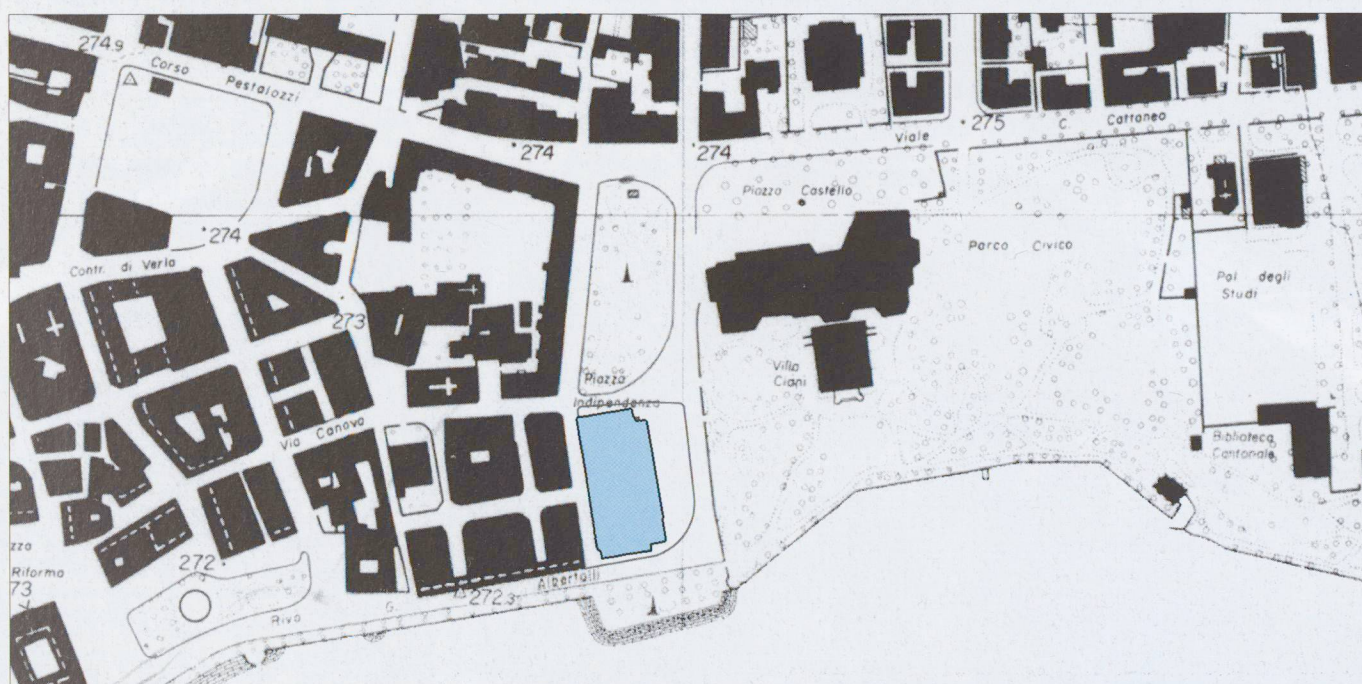 274.9
Corso Pestalozzi
274
274
275
Viale C. Cattaneo
Piazza Castello
274
Parco Civico
Contr. di Verla
Pal. degli
Studi
273
Villa
Ciani
Piazza
Indipendenza
Via Canova
Biblioteca
Cantonale
272
zza
Riforma
73
Albertolli
272.3
G.
Riva